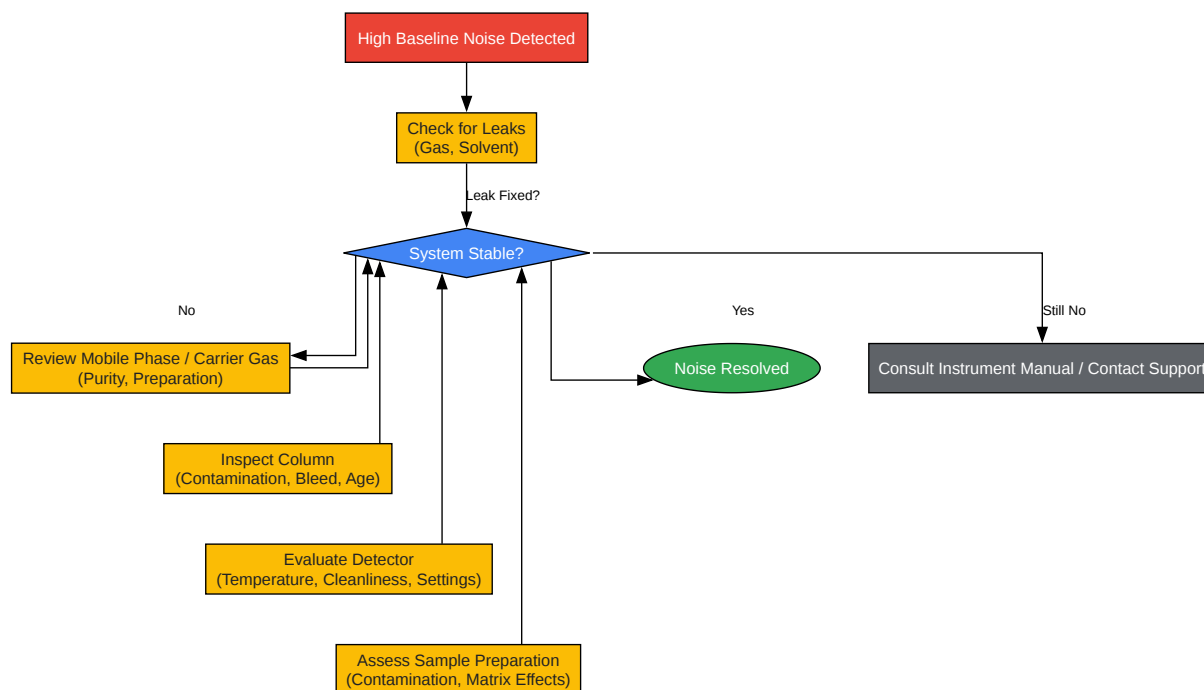 High Baseline Noise Detected
Check for Leaks
(Gas, Solvent)
Leak Fixed?
System Stable?
No
Yes
Still No
Review Mobile Phase / Carrier Gas
(Purity, Preparation)
Noise Resolved
Consult Instrument Manual / Contact Support
Inspect Column
(Contamination, Bleed, Age)
Evaluate Detector
(Temperature, Cleanliness, Settings)
Assess Sample Preparation
(Contamination, Matrix Effects)